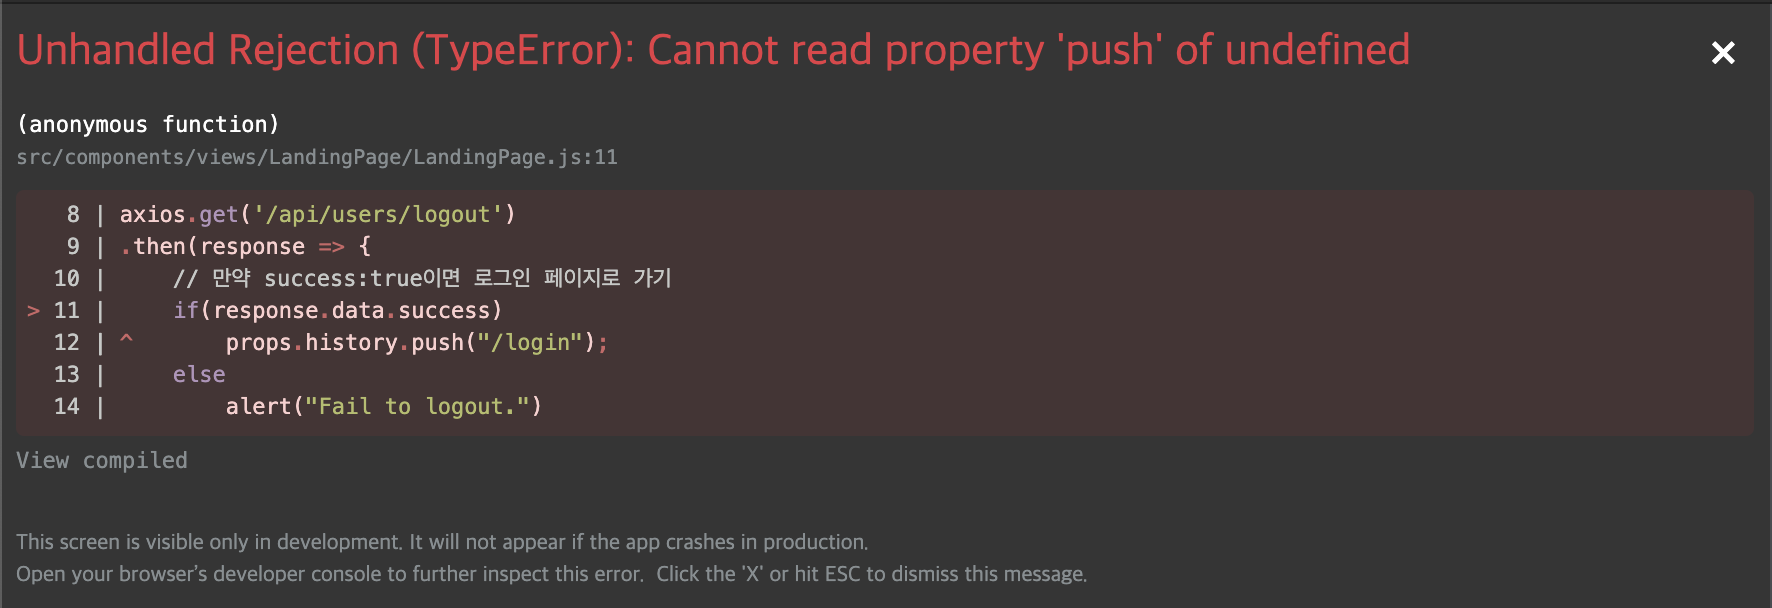 Unhandled Rejection (TypeError): Cannot read property 'push' of undefined
×
(anonymous function)
src/components/views/LandingPage/LandingPage.js:11
   8 | axios.get('/api/users/logout')
   9 | .then(response => {
  10 |     // 만약 success:true이면 로그인 페이지로 가기
> 11 |     if(response.data.success)
  12 | ^       props.history.push("/login");
  13 |     else
  14 |         alert("Fail to logout.")
View compiled
This screen is visible only in development. It will not appear if the app crashes in production.
Open your browser’s developer console to further inspect this error.  Click the 'X' or hit ESC to dismiss this message.